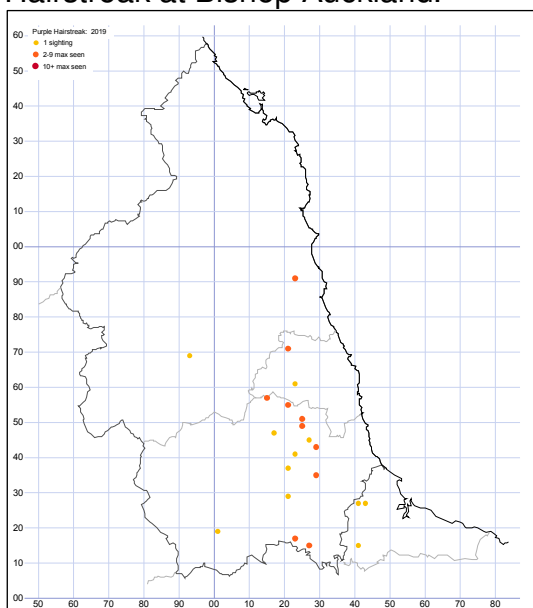 Hairstreak at Bishop Auckland.
Purple Hairstreak: 2019
1 sighting
2-9 max seen
10+ max seen
60
50
40
30
20
10
00
90
80
70
60
50
40
30
20
10
00
50 60 70 80 90 00 10 20 30 40 50 60 70 80